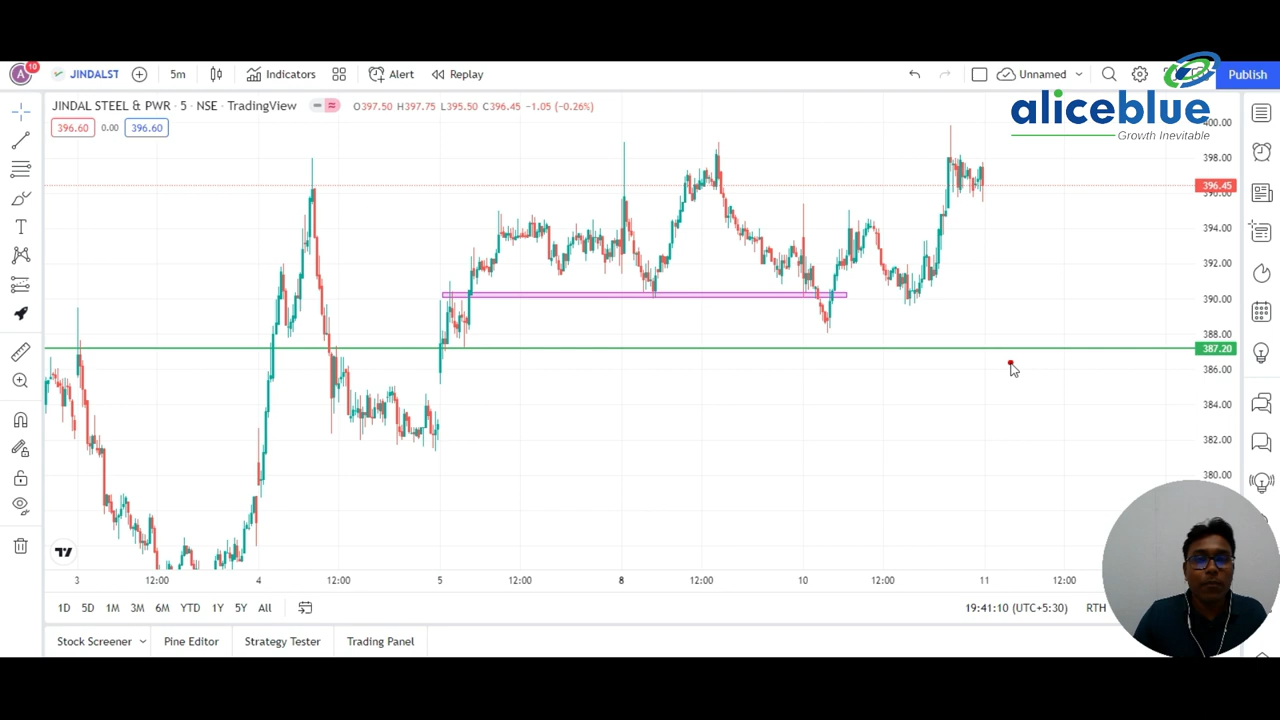 A 10 JINDALST 5m Indicators Alert Replay Unnamed Publish
aliceblue
Growth Inevitable
JINDAL STEEL & PWR · 5 · NSE · TradingView O397.50 H397.75 L395.50 C396.45 -1.05 (-0.26%)
396.60 0.00 396.60
400.00
398.00
396.45
396.00
394.00
392.00
390.00
388.00
387.20
386.00
384.00
382.00
380.00
3 12:00 4 12:00 5 12:00 8 12:00 10 12:00 11 12:00
1D 5D 1M 3M 6M YTD 1Y 5Y All 19:41:10 (UTC+5:30) RTH
Stock Screener Pine Editor Strategy Tester Trading Panel